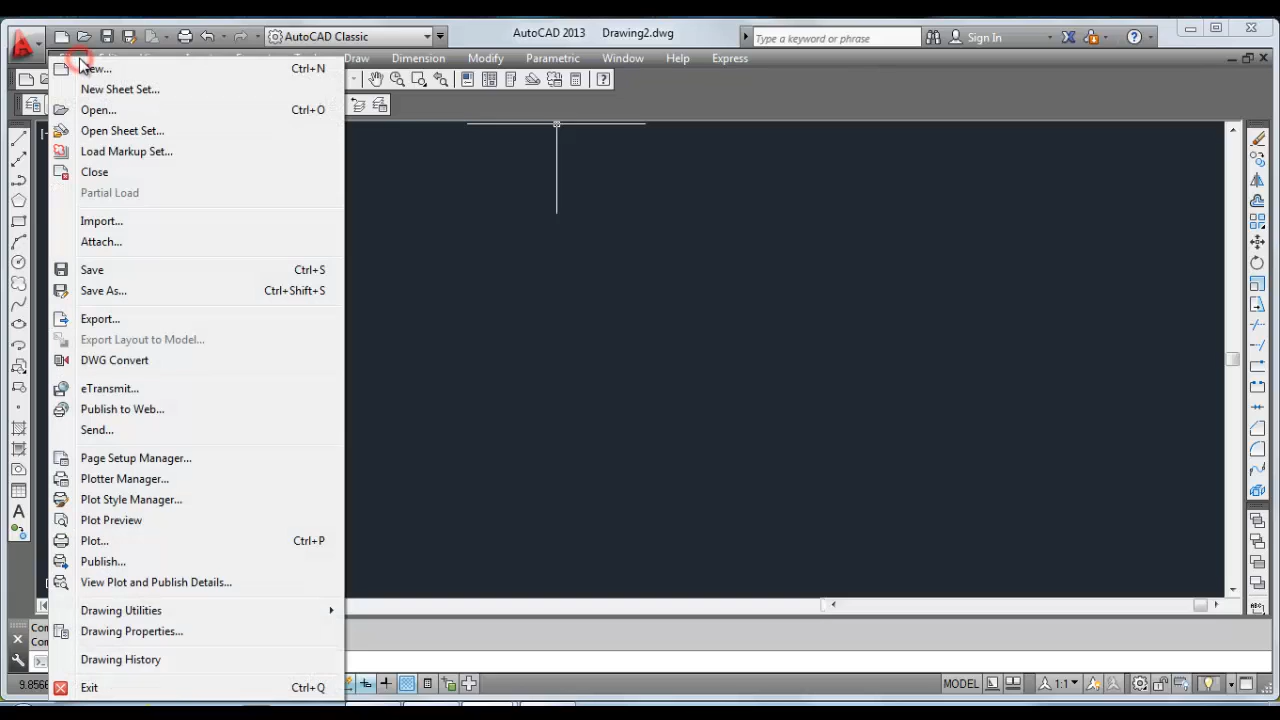 AutoCAD Classic
AutoCAD 2013 Drawing2.dwg
Type a keyword or phrase
Sign In
Draw Dimension Modify Parametric Window Help Express
New... Ctrl+N
New Sheet Set...
Open... Ctrl+O
Open Sheet Set...
Load Markup Set...
Close
Partial Load
Import...
Attach...
Save Ctrl+S
Save As... Ctrl+Shift+S
Export...
Export Layout to Model...
DWG Convert
eTransmit...
Publish to Web...
Send...
Page Setup Manager...
Plotter Manager...
Plot Style Manager...
Plot Preview
Plot... Ctrl+P
Publish...
View Plot and Publish Details...
Drawing Utilities
Drawing Properties...
Drawing History
Exit Ctrl+Q
Com
Com
9.8566
MODEL
1:1